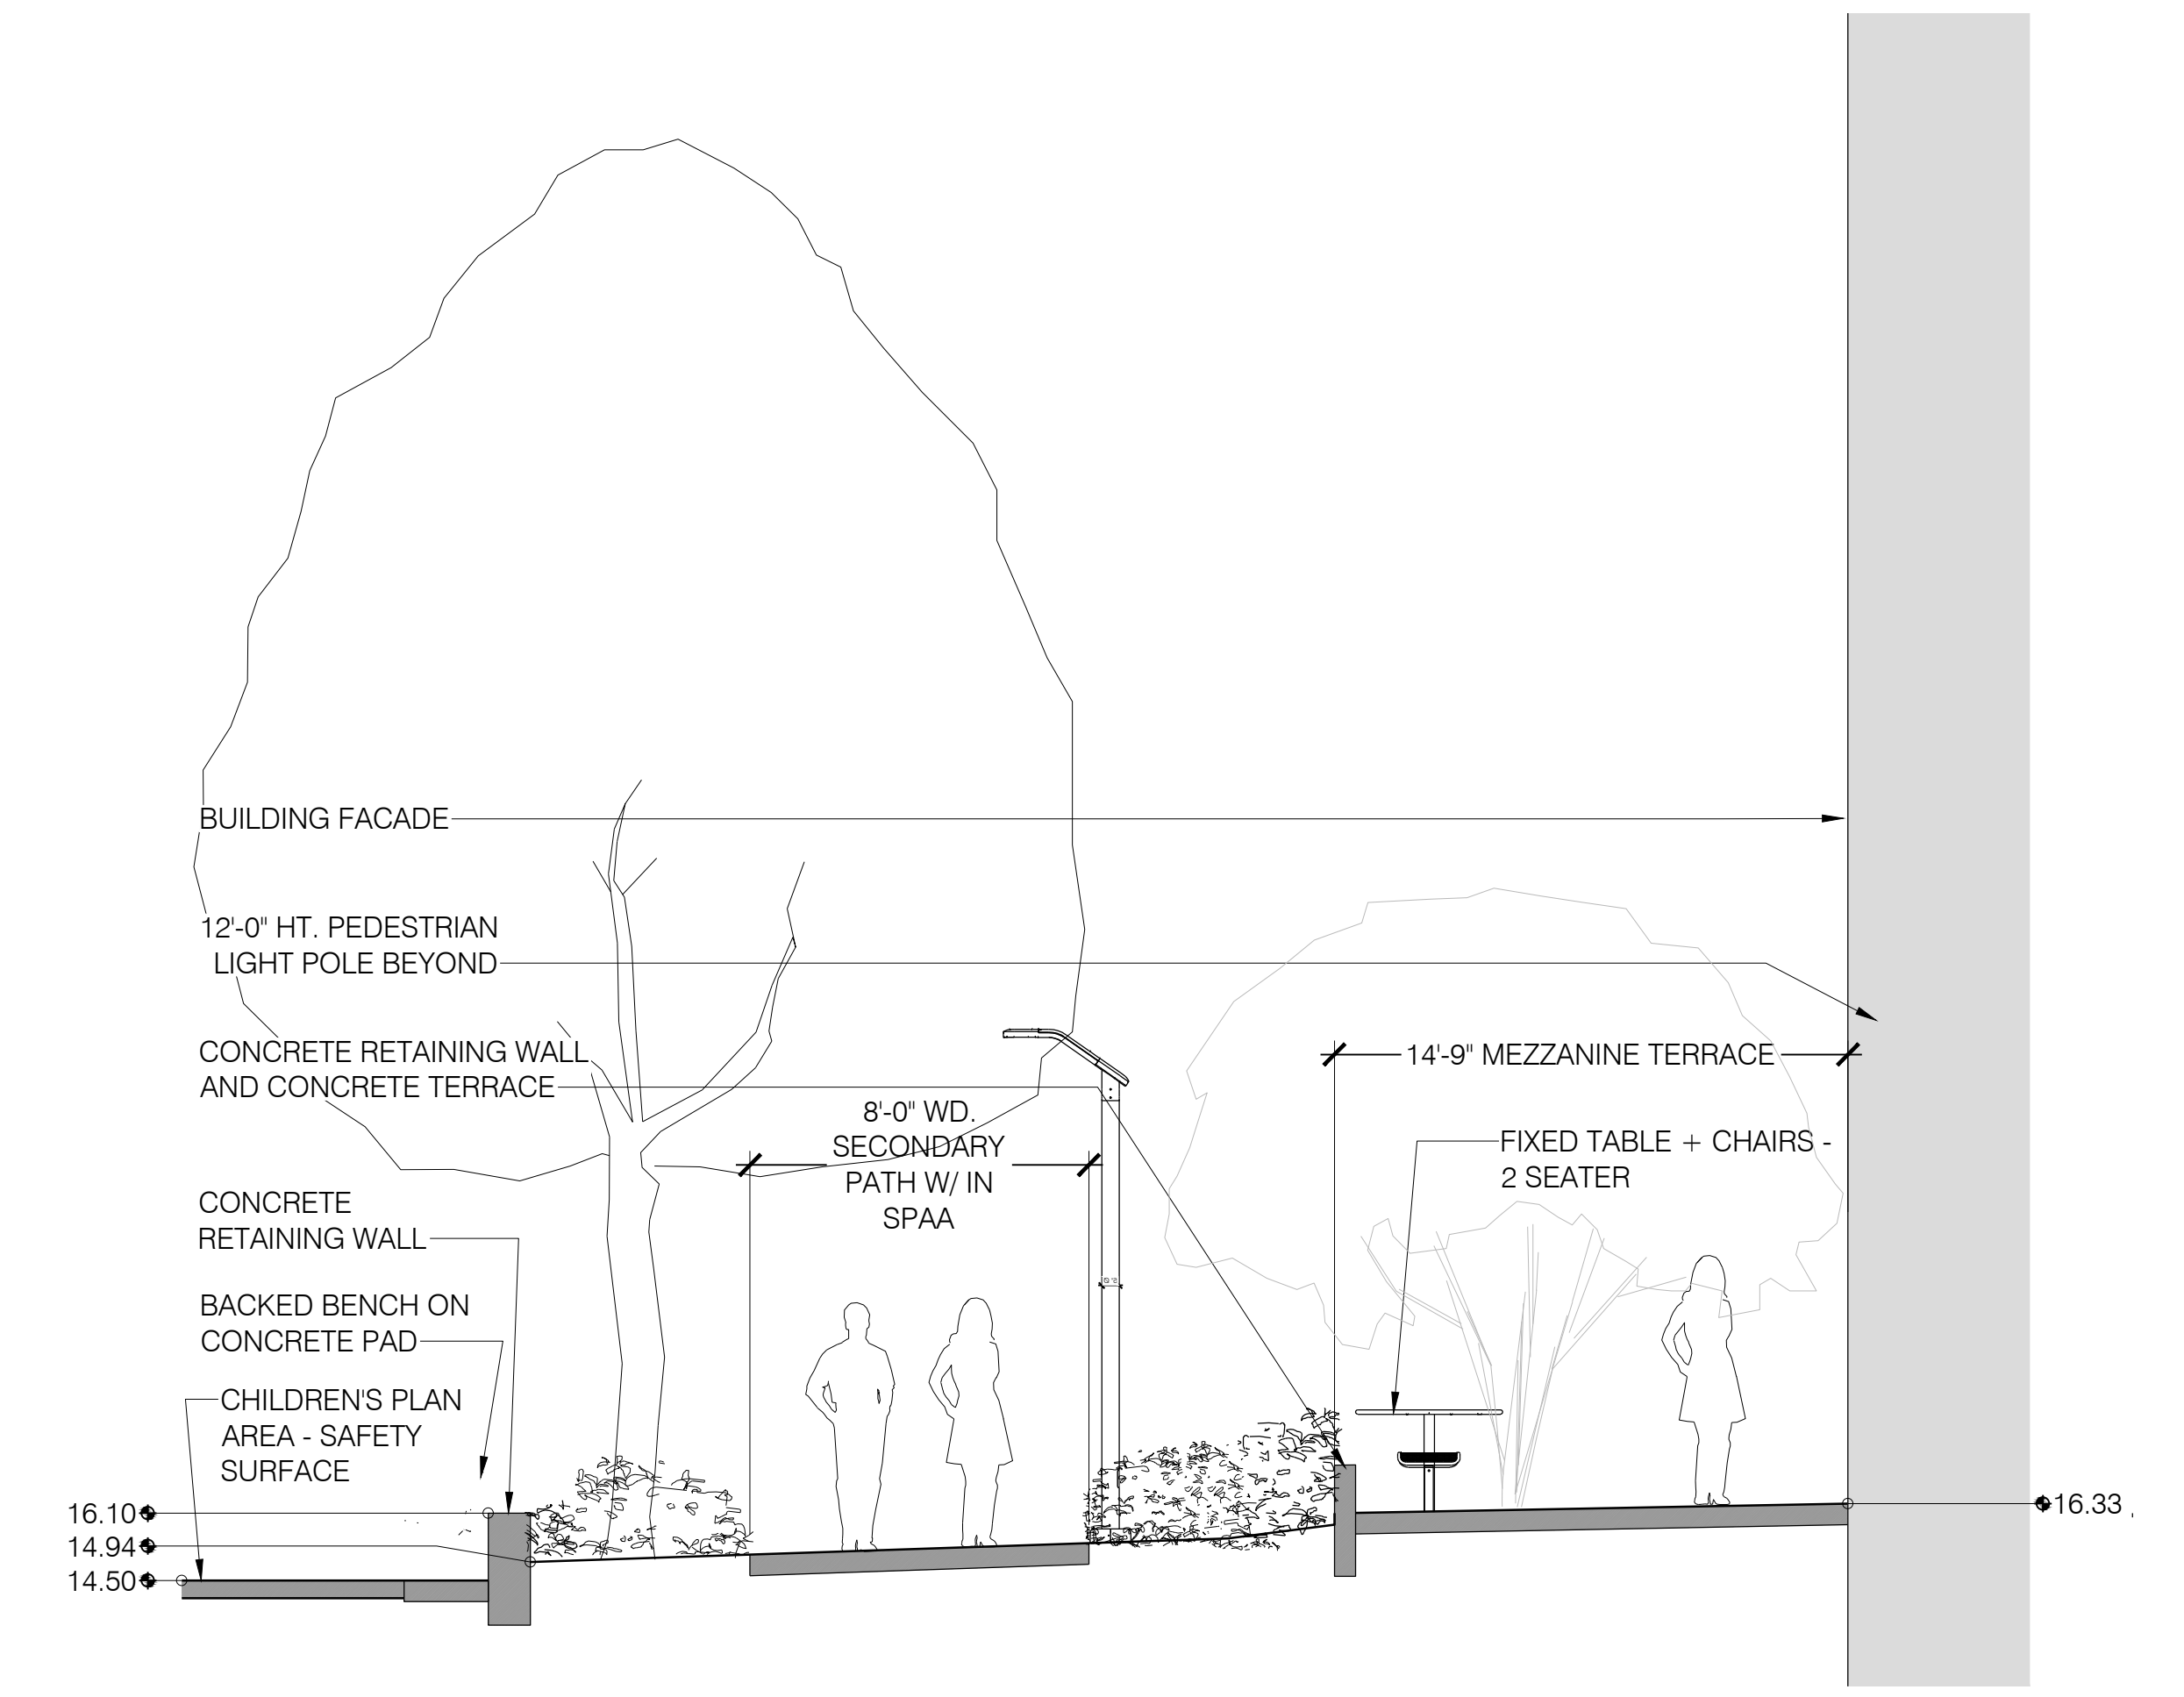 BUILDING FACADE
12'-0" HT. PEDESTRIAN
LIGHT POLE BEYOND
CONCRETE RETAINING WALL
AND CONCRETE TERRACE
14'-9" MEZZANINE TERRACE
8'-0" WD.
SECONDARY
PATH W/ IN
SPAA
FIXED TABLE + CHAIRS -
2 SEATER
CONCRETE
RETAINING WALL
BACKED BENCH ON
CONCRETE PAD
CHILDREN'S PLAN
AREA - SAFETY
SURFACE
16.10
14.94
14.50
16.33